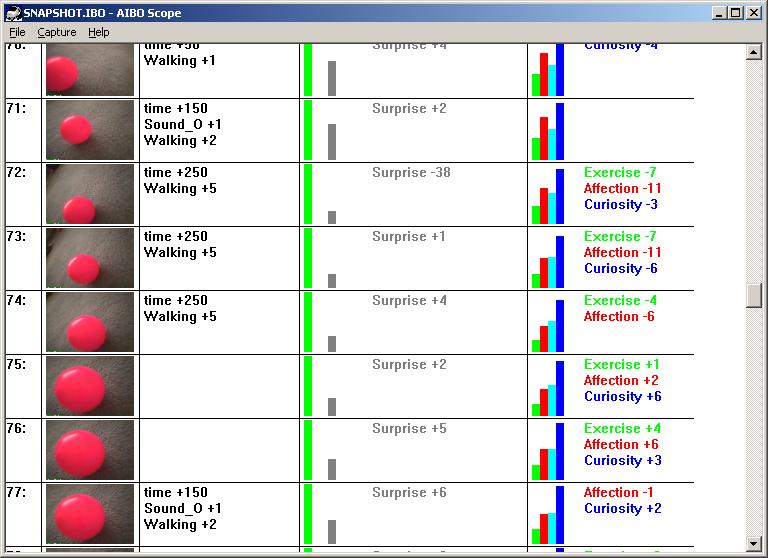 SNAPSHOT.IBO - AIBO Scope
File Capture Help
70: time +50 Surprise +4 Curiosity -4
Walking +1
71: time +150 Surprise +2
Sound_O +1
Walking +2
72: time +250 Surprise -38 Exercise -7
Walking +5 Affection -11
Curiosity -3
73: time +250 Surprise +1 Exercise -7
Walking +5 Affection -11
Curiosity -6
74: time +250 Surprise +4 Exercise -4
Walking +5 Affection -6
75: Surprise +2 Exercise +1
Affection +2
Curiosity +6
76: Surprise +5 Exercise +4
Affection +6
Curiosity +3
77: time +150 Surprise +6 Affection -1
Sound_O +1 Curiosity +2
Walking +2